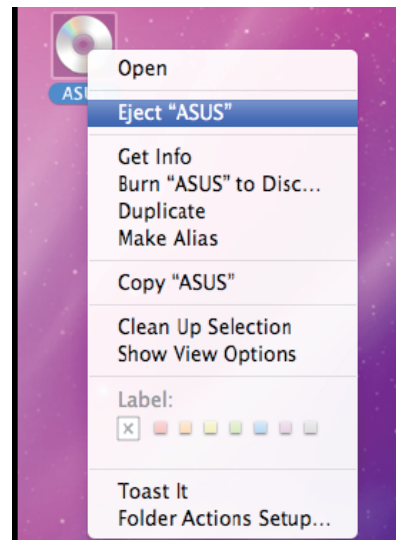 ASU
Open
Eject “ASUS”
Get Info
Burn “ASUS” to Disc...
Duplicate
Make Alias
Copy “ASUS”
Clean Up Selection
Show View Options
Label:
x
Toast It
Folder Actions Setup...